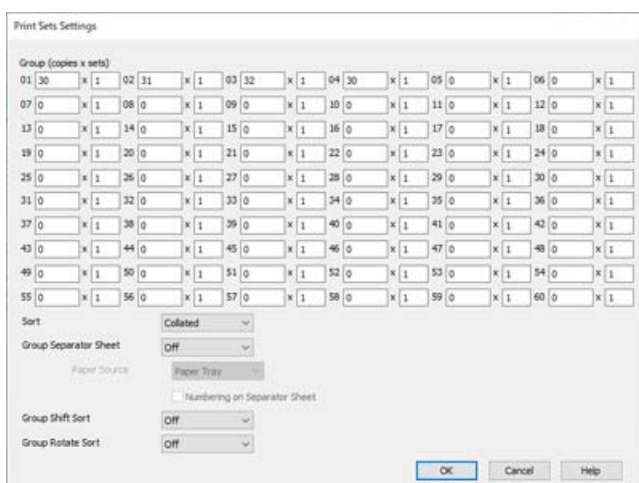 Print Sets Settings
Group (copies x sets)
01 30 x 1 02 31 x 1 03 32 x 1 04 30 x 1 05 0 x 1 06 0 x 1
07 0 x 1 08 0 x 1 09 0 x 1 10 0 x 1 11 0 x 1 12 0 x 1
13 0 x 1 14 0 x 1 15 0 x 1 16 0 x 1 17 0 x 1 18 0 x 1
19 0 x 1 20 0 x 1 21 0 x 1 22 0 x 1 23 0 x 1 24 0 x 1
25 0 x 1 26 0 x 1 27 0 x 1 28 0 x 1 29 0 x 1 30 0 x 1
31 0 x 1 32 0 x 1 33 0 x 1 34 0 x 1 35 0 x 1 36 0 x 1
37 0 x 1 38 0 x 1 39 0 x 1 40 0 x 1 41 0 x 1 42 0 x 1
43 0 x 1 44 0 x 1 45 0 x 1 46 0 x 1 47 0 x 1 48 0 x 1
49 0 x 1 50 0 x 1 51 0 x 1 52 0 x 1 53 0 x 1 54 0 x 1
55 0 x 1 56 0 x 1 57 0 x 1 58 0 x 1 59 0 x 1 60 0 x 1
Sort Collated
Group Separator Sheet Off
Paper Source Paper Tray
Numbering on Separator Sheet
Group Shift Sort Off
Group Rotate Sort Off
OK Cancel Help